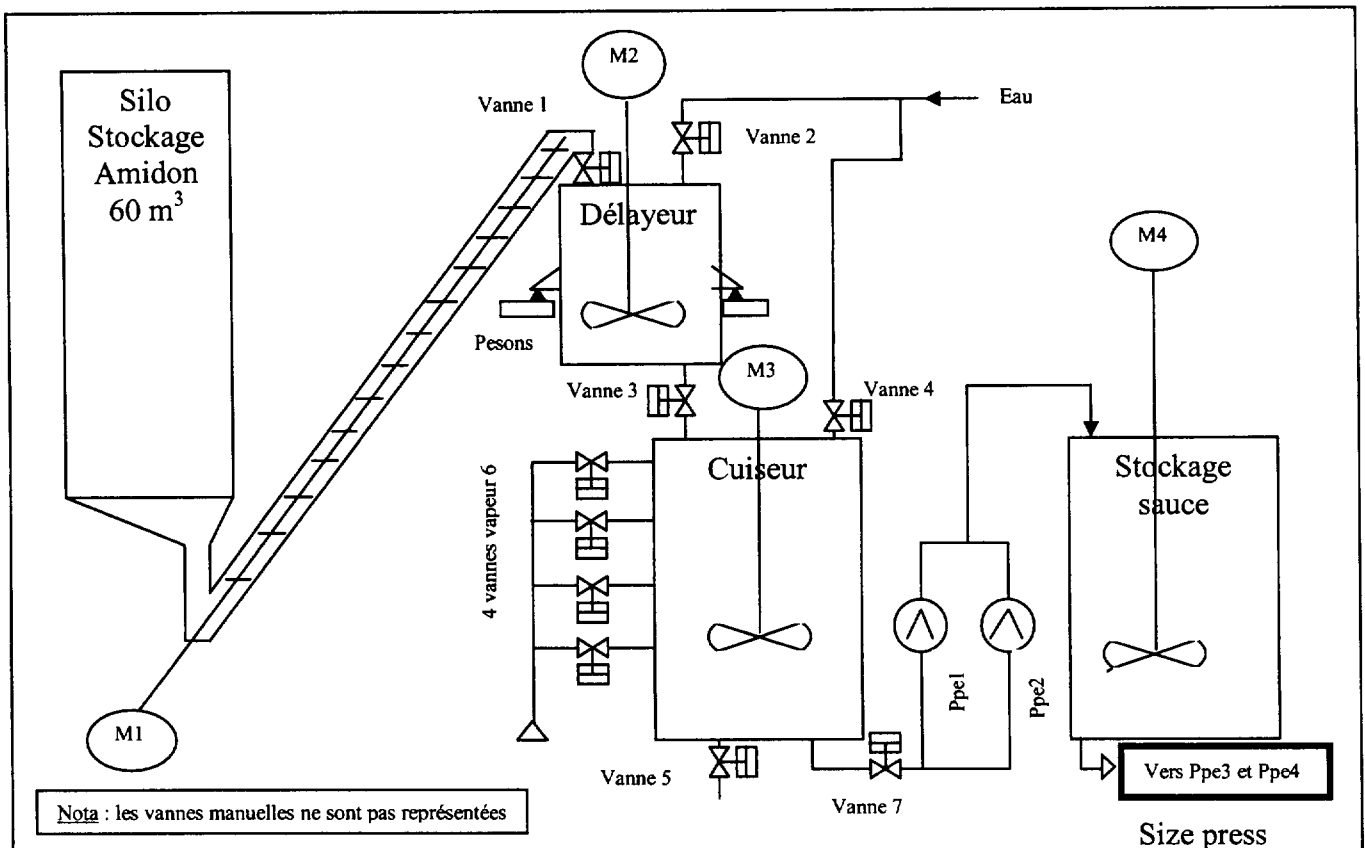 Silo
Stockage
Amidon
60 m³
M2
Vanne 1
Vanne 2
Eau
Délayeur
M4
Pesons
M3
Vanne 3
Vanne 4
Cuiseur
Stockage
sauce
4 vannes vapeur 6
Ppe1
Ppe2
M1
Vanne 5
Vanne 7
Vers Ppe3 et Ppe4
Nota : les vannes manuelles ne sont pas représentées
Size press